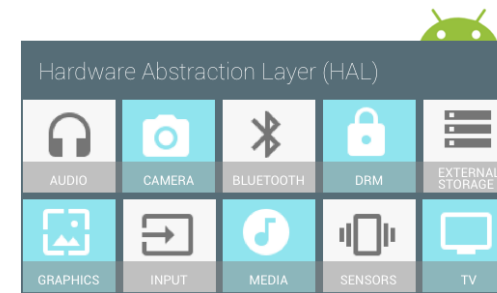 Hardware Abstraction Layer (HAL)
AUDIO
CAMERA
BLUETOOTH
DRM
EXTERNAL
STORAGE
GRAPHICS
INPUT
MEDIA
SENSORS
TV